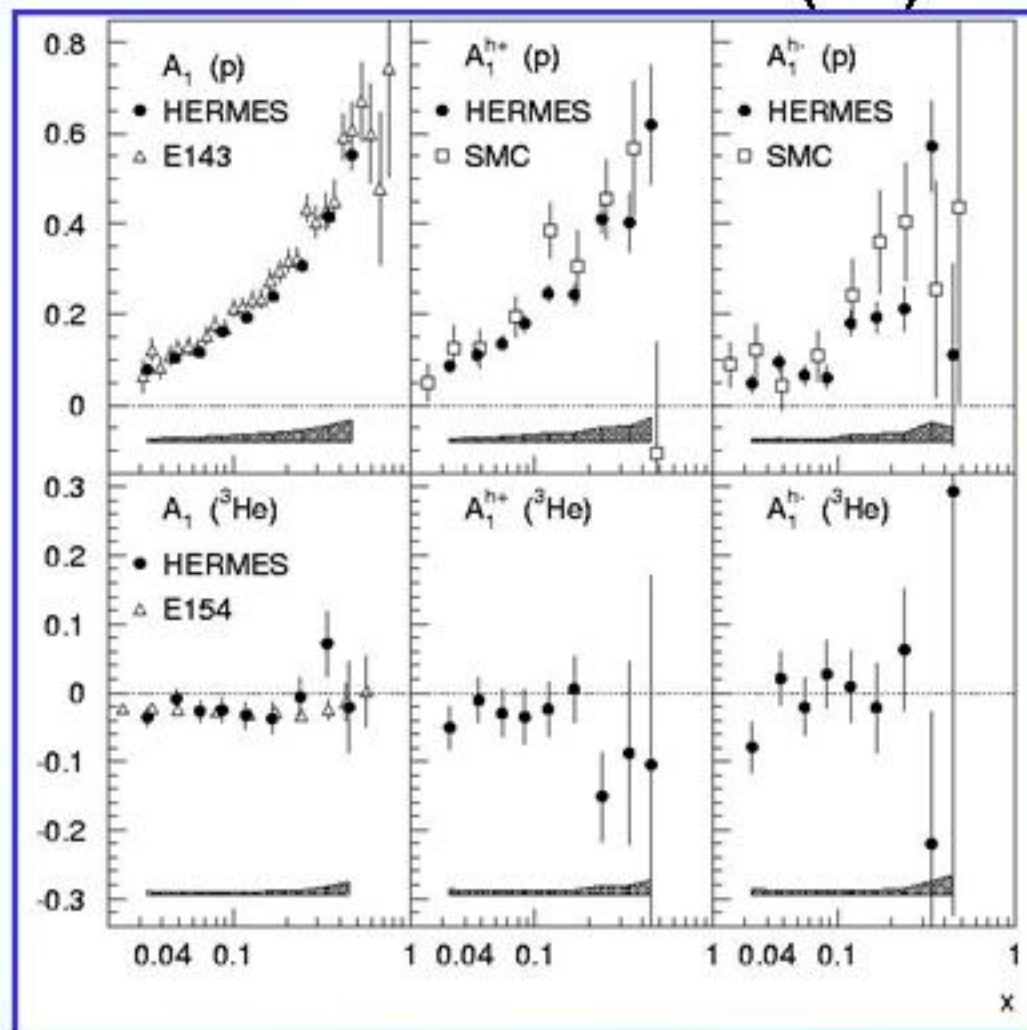 A₁ (p)
HERMES
E143
A₁ʰ⁺ (p)
HERMES
SMC
A₁ʰ⁻ (p)
HERMES
SMC
0.8
0.6
0.4
0.2
0
A₁ (³He)
HERMES
E154
A₁ʰ⁺ (³He)
A₁ʰ⁻ (³He)
0.3
0.2
0.1
0
-0.1
-0.2
-0.3
0.04 0.1 1 0.04 0.1 1 0.04 0.1 1
x